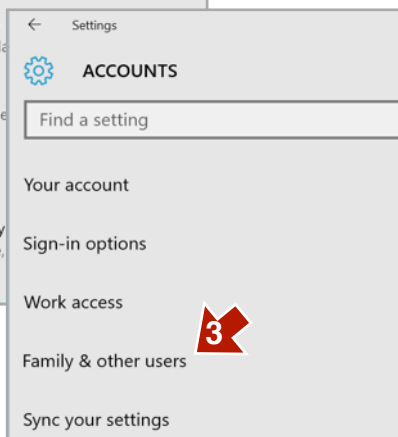 Settings
ACCOUNTS
Find a setting
Your account
Sign-in options
Work access
3
Family & other users
Sync your settings